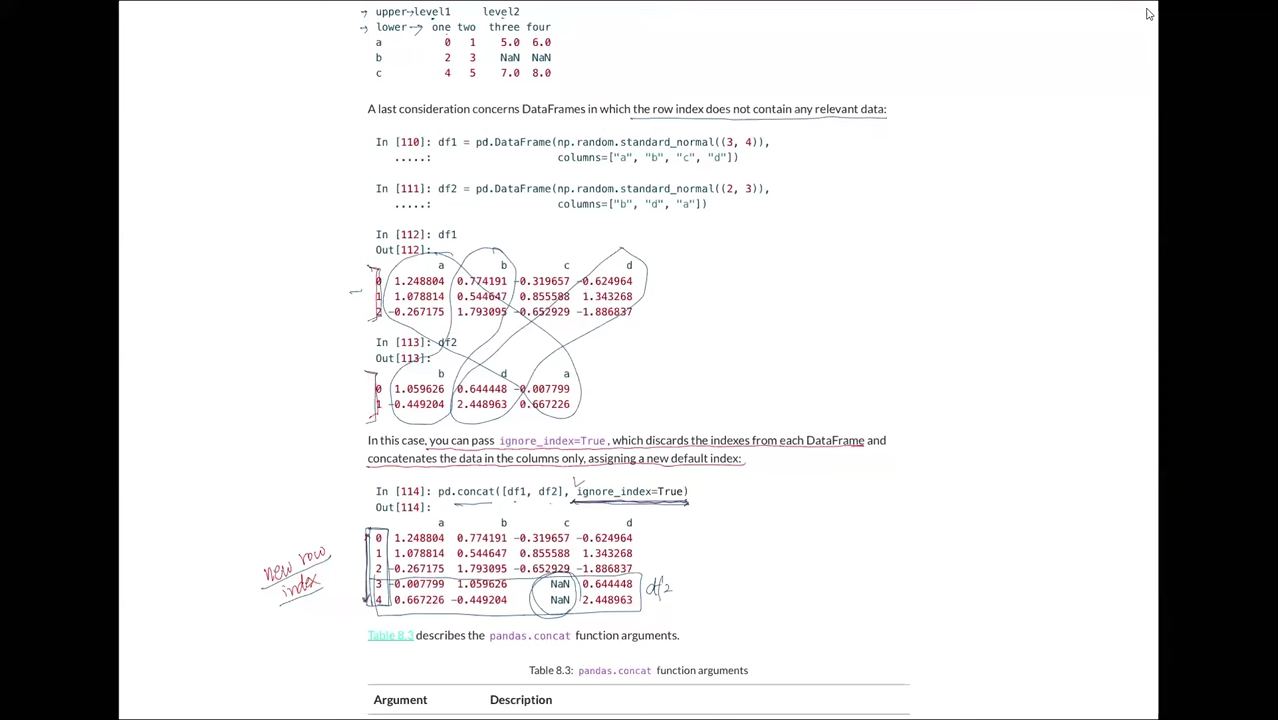 → upper→level1 level2
→ lower → one two three four
a 0 1 5.0 6.0
b 2 3 NaN NaN
c 4 5 7.0 8.0
A last consideration concerns DataFrames in which the row index does not contain any relevant data:
In [110]: df1 = pd.DataFrame(np.random.standard_normal((3, 4)),
.....: columns=["a", "b", "c", "d"])
In [111]: df2 = pd.DataFrame(np.random.standard_normal((2, 3)),
.....: columns=["b", "d", "a"])
In [112]: df1
Out[112]:
a b c d
0 1.248804 0.774191 -0.319657 -0.624964
1 1.078814 0.544647 0.855588 1.343268
2 -0.267175 1.793095 -0.652929 -1.886837
In [113]: df2
Out[113]:
b d a
0 1.059626 0.644448 -0.007799
1 -0.449204 2.448963 0.667226
In this case, you can pass ignore_index=True, which discards the indexes from each DataFrame and
concatenates the data in the columns only, assigning a new default index:
In [114]: pd.concat([df1, df2], ignore_index=True)
Out[114]:
a b c d
0 1.248804 0.774191 -0.319657 -0.624964
1 1.078814 0.544647 0.855588 1.343268
2 -0.267175 1.793095 -0.652929 -1.886837
3 -0.007799 1.059626 NaN 0.644448
4 0.667226 -0.449204 NaN 2.448963
new row
index
df2
Table 8.3 describes the pandas.concat function arguments.
Table 8.3: pandas.concat function arguments
Argument Description